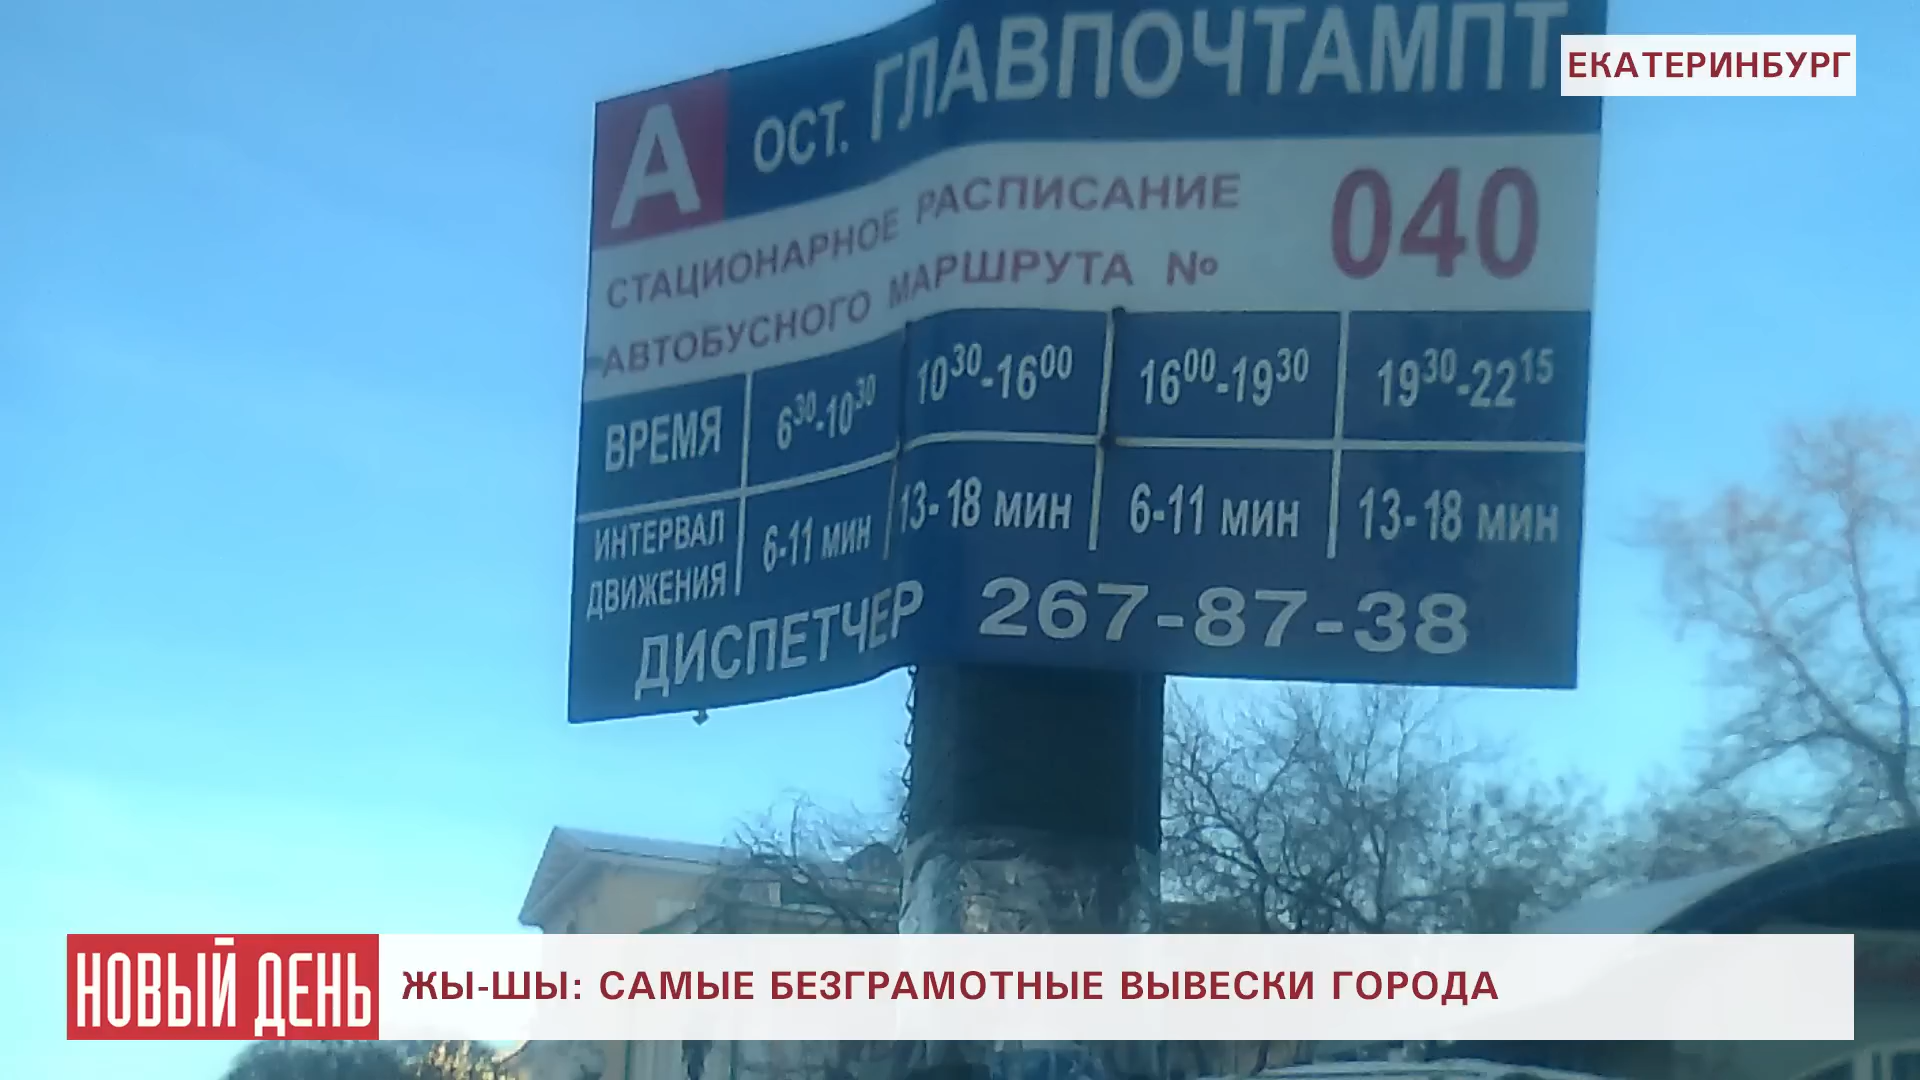 ОСТ. ГЛАВПОЧТАМПТ
ЕКАТЕРИНБУРГ
А
СТАЦИОНАРНОЕ РАСПИСАНИЕ
АВТОБУСНОГО МАРШРУТА № 040
ВРЕМЯ 6³⁰-10³⁰ 10³⁰-16⁰⁰ 16⁰⁰-19³⁰ 19³⁰-22¹⁵
ИНТЕРВАЛ
ДВИЖЕНИЯ 6-11 мин 13-18 мин 6-11 мин 13-18 мин
ДИСПЕТЧЕР 267-87-38
НОВЫЙ ДЕНЬ
ЖЫ-ШЫ: САМЫЕ БЕЗГРАМОТНЫЕ ВЫВЕСКИ ГОРОДА